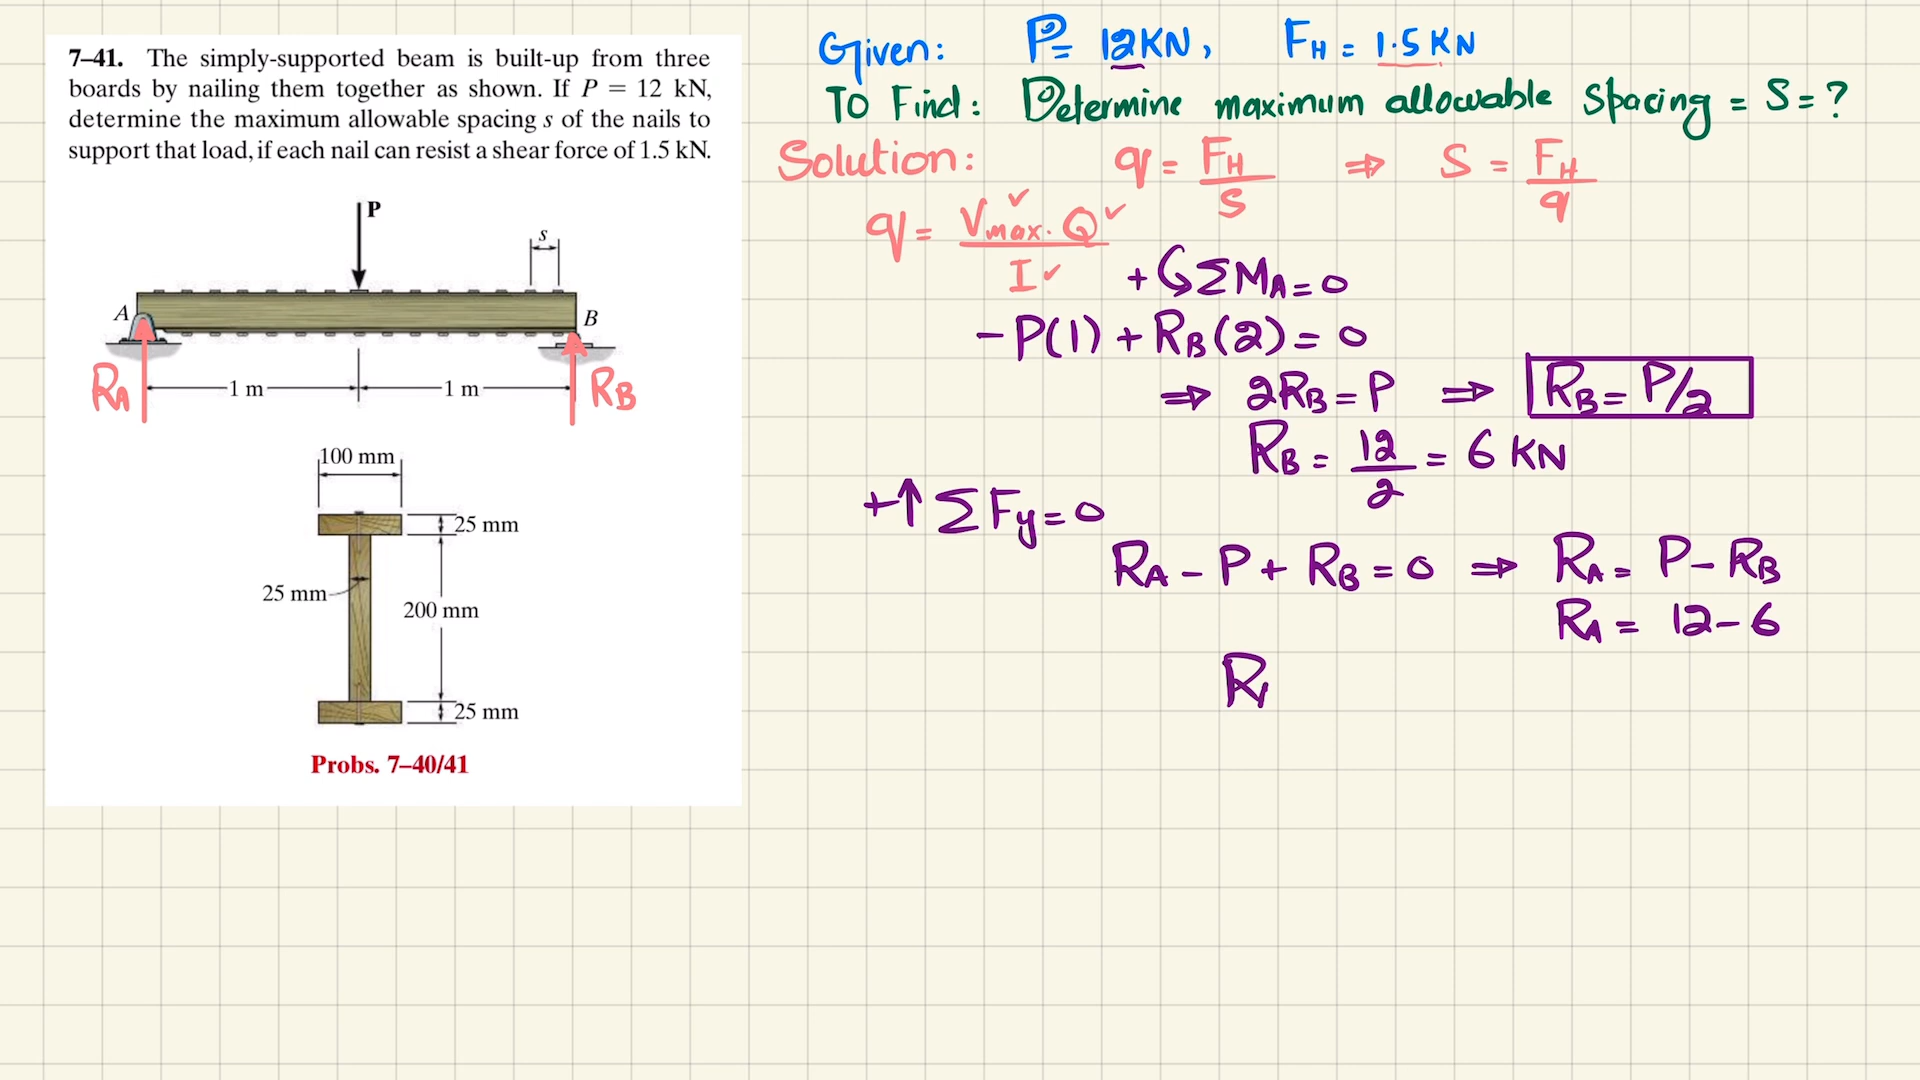 7–41. The simply-supported beam is built-up from three
boards by nailing them together as shown. If P = 12 kN,
determine the maximum allowable spacing s of the nails to
support that load, if each nail can resist a shear force of 1.5 kN.
P
s
A
B
RA
1 m
1 m
RB
100 mm
25 mm
25 mm
200 mm
25 mm
Probs. 7–40/41
Given: P = 12KN, FH = 1.5 KN
To Find: Determine maximum allowable Spacing = S = ?
Solution: q = FH/S ⇒ S = FH/q
q = Vmax. Q/I
+↺ΣMA = 0
-P(1) + RB(2) = 0
⇒ 2RB = P ⇒ RB = P/2
RB = 12/2 = 6 KN
+↑ ΣFy = 0
RA - P + RB = 0 ⇒ RA = P - RB
RA = 12 - 6
R